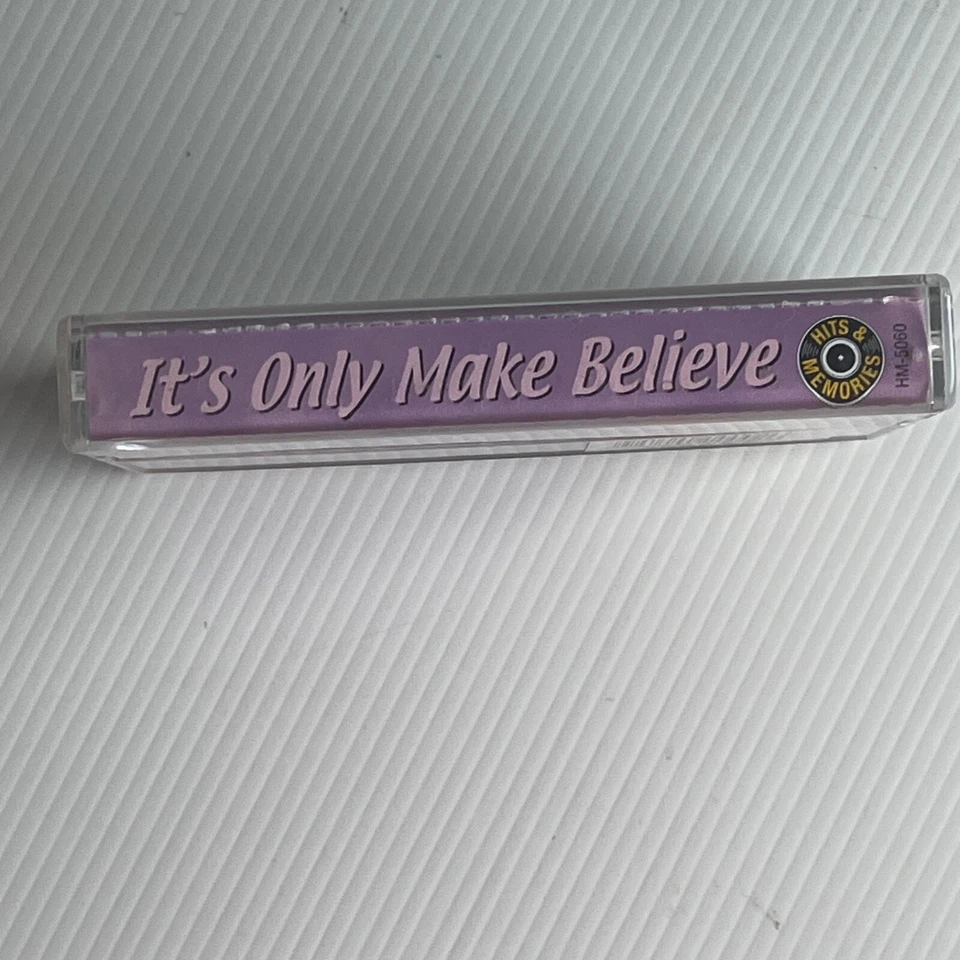 It's Only Make Believe
HITS &
MEMORIES
HM-5060